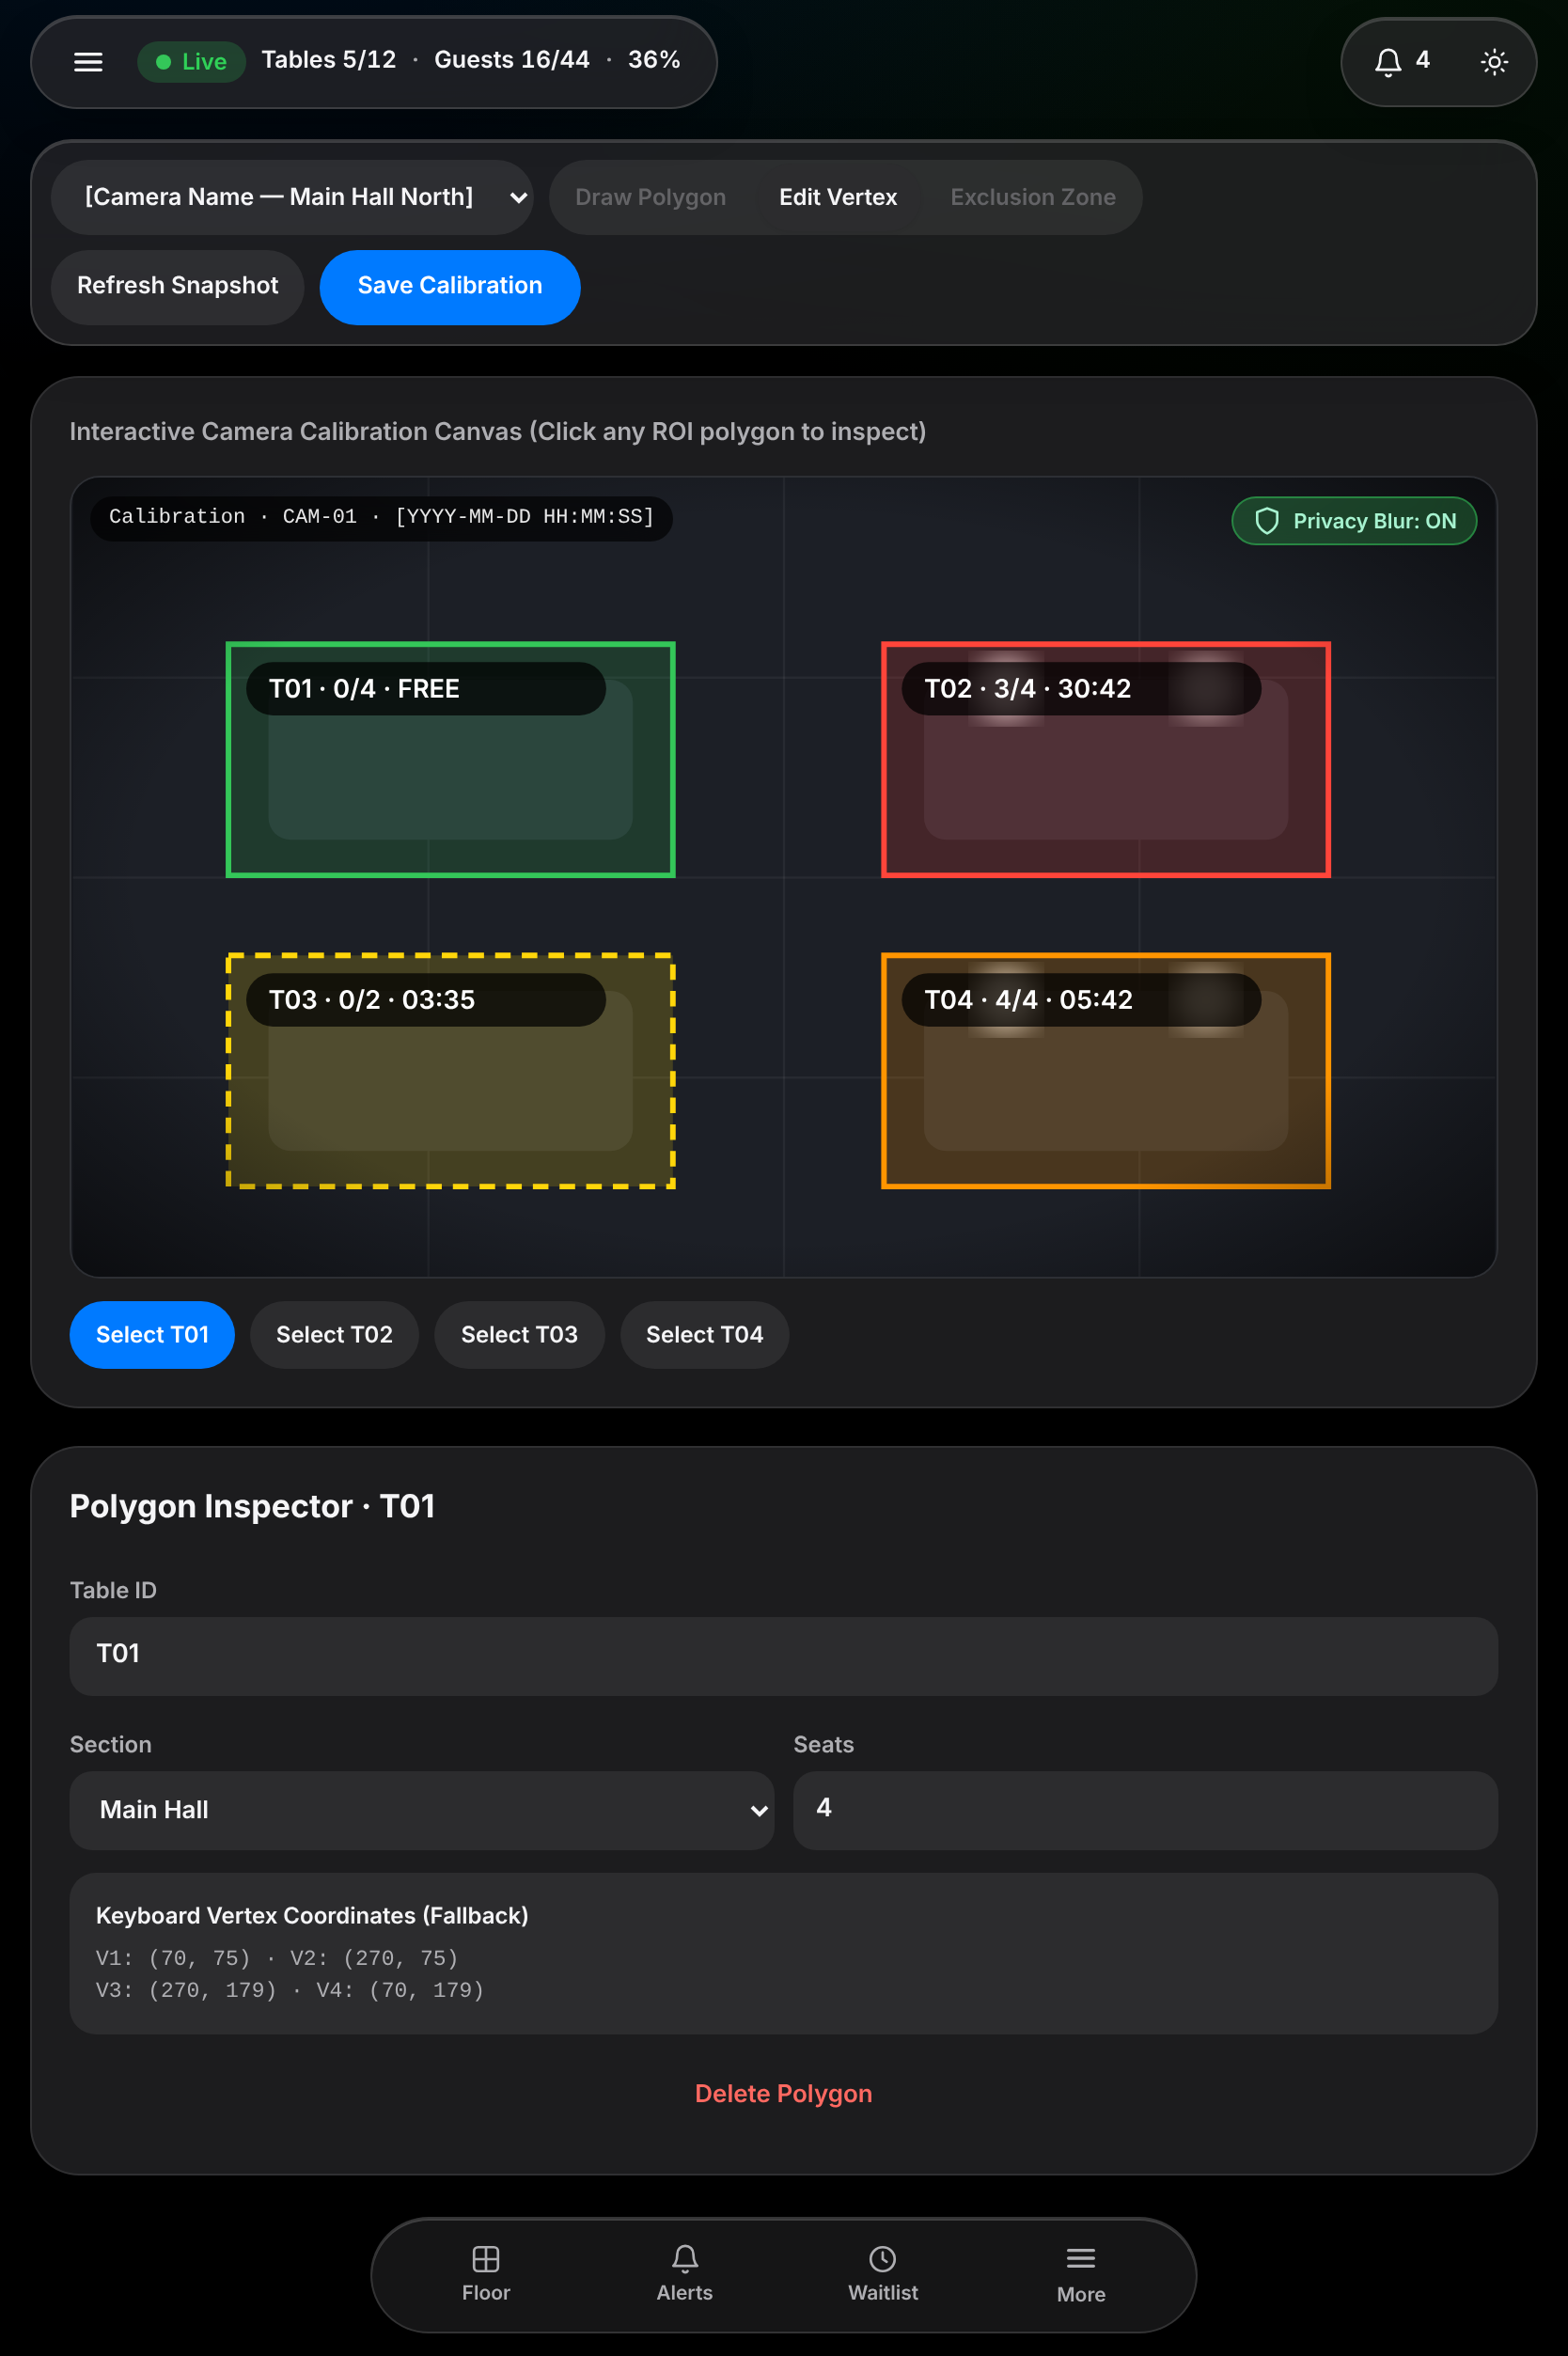 Live Tables 5/12 · Guests 16/44 · 36%
4
[Camera Name — Main Hall North]
Draw Polygon Edit Vertex Exclusion Zone
Refresh Snapshot Save Calibration
Interactive Camera Calibration Canvas (Click any ROI polygon to inspect)
Calibration · CAM-01 · [YYYY-MM-DD HH:MM:SS]
Privacy Blur: ON
T01 · 0/4 · FREE
T02 · 3/4 · 30:42
T03 · 0/2 · 03:35
T04 · 4/4 · 05:42
Select T01 Select T02 Select T03 Select T04
Polygon Inspector · T01
Table ID
T01
Section Seats
Main Hall 4
Keyboard Vertex Coordinates (Fallback)
V1: (70, 75) · V2: (270, 75)
V3: (270, 179) · V4: (70, 179)
Delete Polygon
Floor Alerts Waitlist More